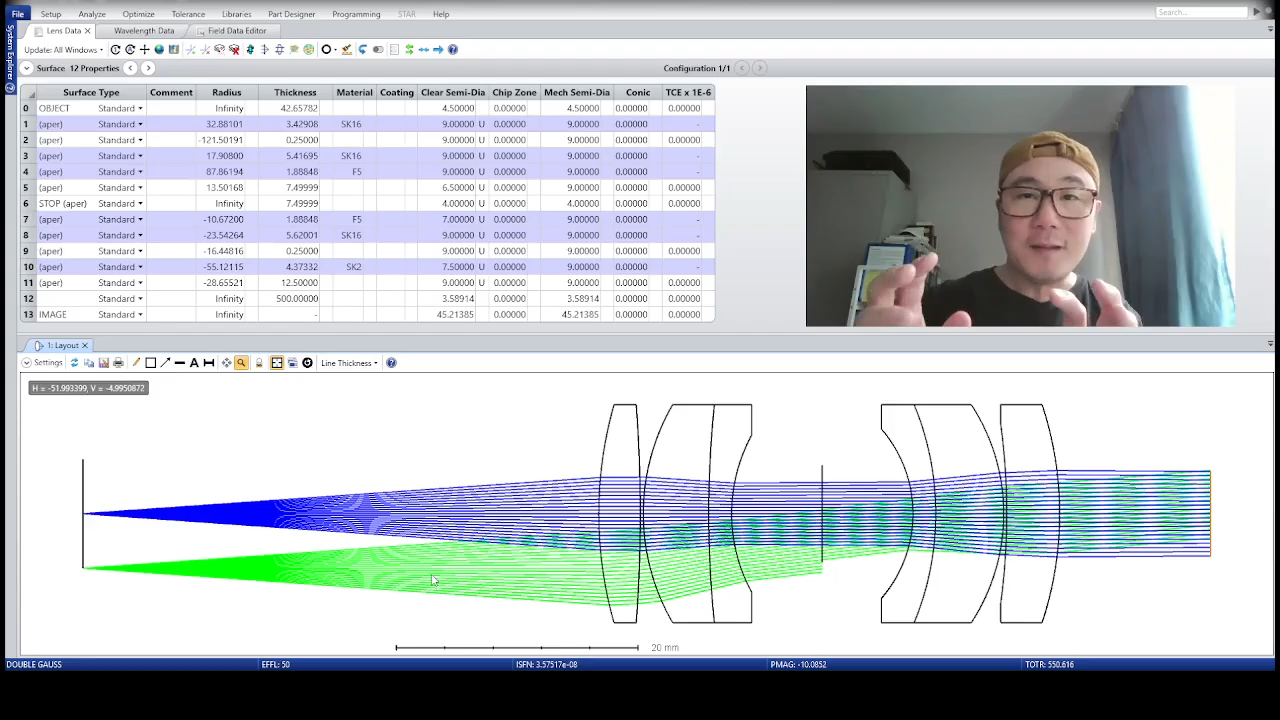 File Setup Analyze Optimize Tolerance Libraries Part Designer Programming STAR Help Search...
System Explorer
Lens Data Wavelength Data Field Data Editor
Update: All Windows
Surface 12 Properties Configuration 1/1
Surface Type Comment Radius Thickness Material Coating Clear Semi-Dia Chip Zone Mech Semi-Dia Conic TCE x 1E-6
0 OBJECT Standard Infinity 42.65782 4.50000 0.00000 4.50000 0.00000 0.00000
1 (aper) Standard 32.88101 3.42908 SK16 9.00000 U 0.00000 9.00000 0.00000 -
2 (aper) Standard -121.50191 0.25000 9.00000 U 0.00000 9.00000 0.00000 0.00000
3 (aper) Standard 17.90800 5.41695 SK16 9.00000 U 0.00000 9.00000 0.00000 -
4 (aper) Standard 87.86194 1.88848 F5 9.00000 U 0.00000 9.00000 0.00000 -
5 (aper) Standard 13.50168 7.49999 6.50000 U 0.00000 9.00000 0.00000 0.00000
6 STOP (aper) Standard Infinity 7.49999 4.00000 U 0.00000 4.00000 0.00000 0.00000
7 (aper) Standard -10.67200 1.88848 F5 7.00000 U 0.00000 9.00000 0.00000 -
8 (aper) Standard -23.54264 5.62001 SK16 9.00000 U 0.00000 9.00000 0.00000 -
9 (aper) Standard -16.44816 0.25000 9.00000 U 0.00000 9.00000 0.00000 0.00000
10 (aper) Standard -55.12115 4.37332 SK2 7.50000 U 0.00000 9.00000 0.00000 -
11 (aper) Standard -28.65521 12.50000 9.00000 U 0.00000 9.00000 0.00000 0.00000
12 Standard Infinity 500.00000 3.58914 0.00000 3.58914 0.00000 0.00000
13 IMAGE Standard Infinity - 45.21385 0.00000 45.21385 0.00000 0.00000
1: Layout
Settings A Line Thickness
H = -51.993399, V = -4.9950872
20 mm
DOUBLE GAUSS EFFL: 50 ISFN: 3.57517e-08 PMAG: -10.0852 TOTR: 550.616